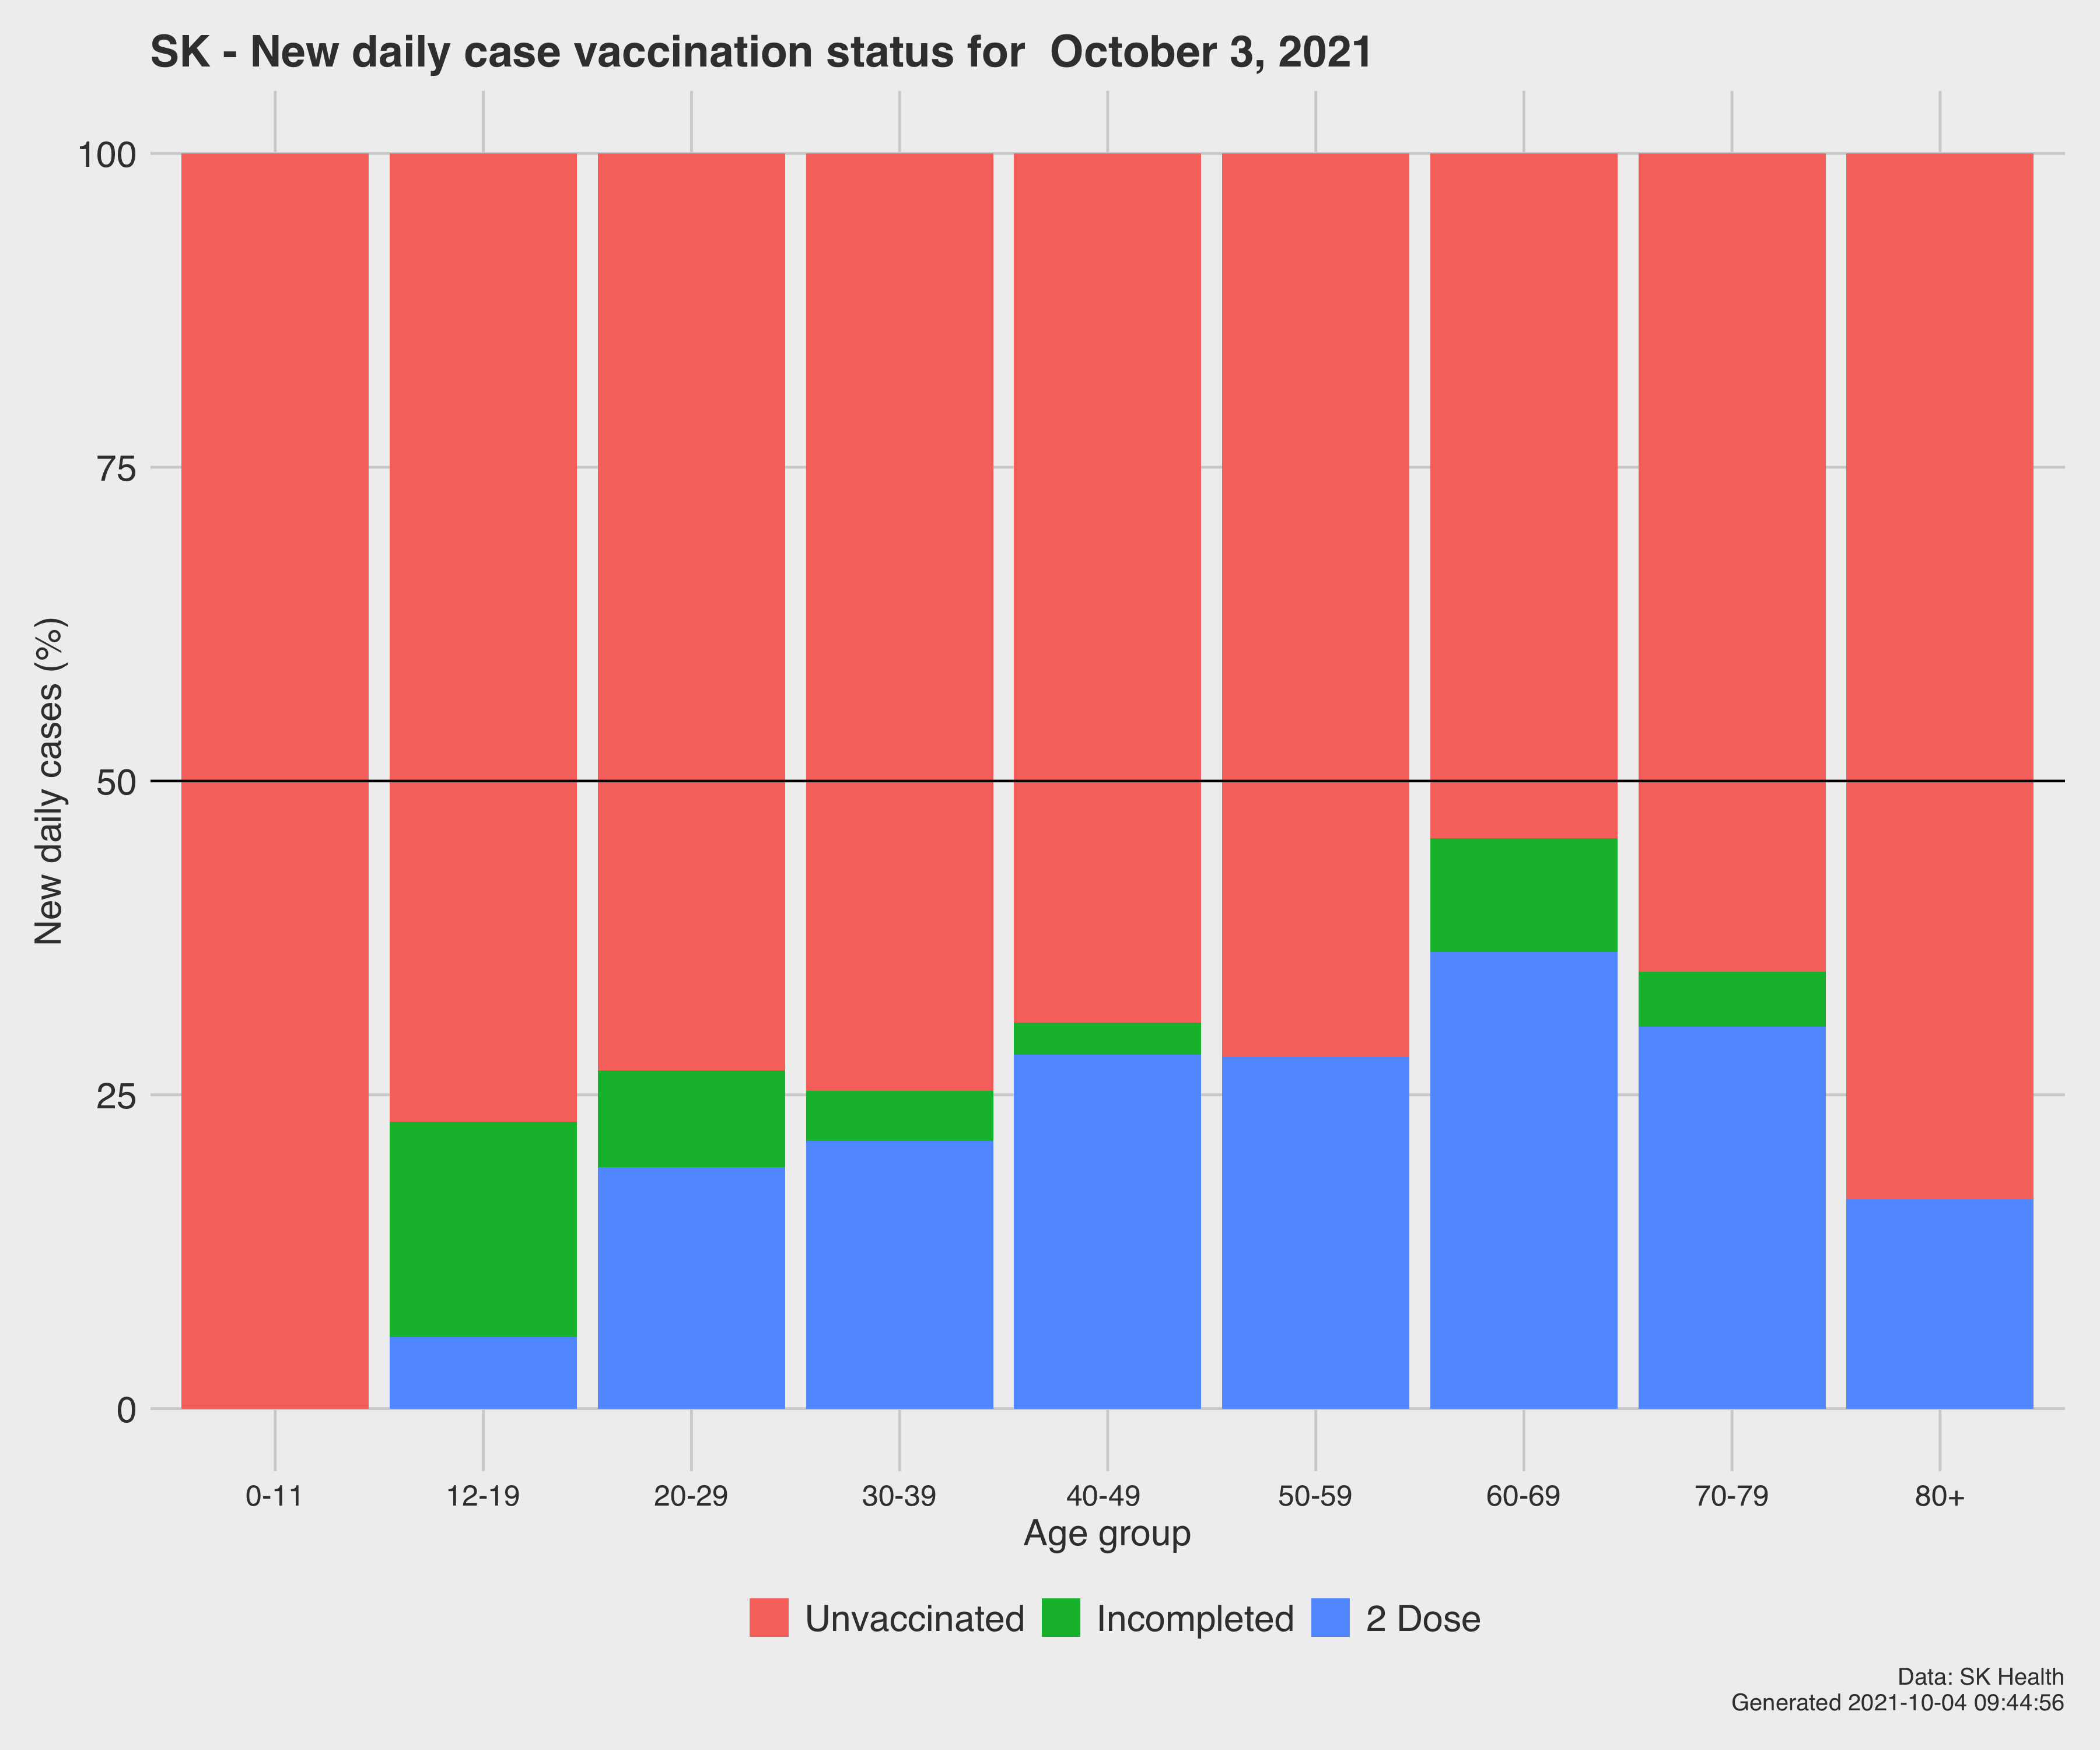 SK - New daily case vaccination status for  October 3, 2021
100
75
50
25
0
New daily cases (%)
0-11 12-19 20-29 30-39 40-49 50-59 60-69 70-79 80+
Age group
Unvaccinated Incompleted 2 Dose
Data: SK Health
Generated 2021-10-04 09:44:56